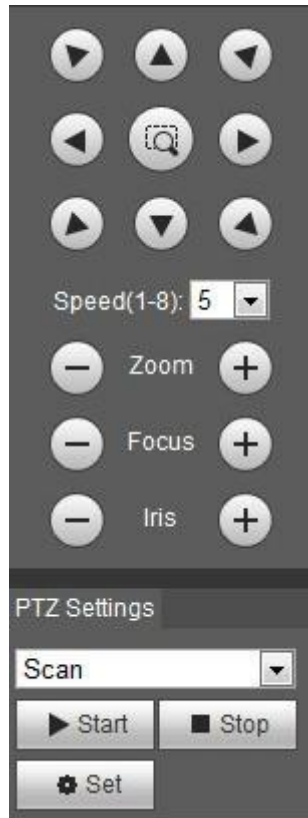 Speed(1-8): 5
Zoom
Focus
Iris
PTZ Settings
Scan
Start Stop
Set